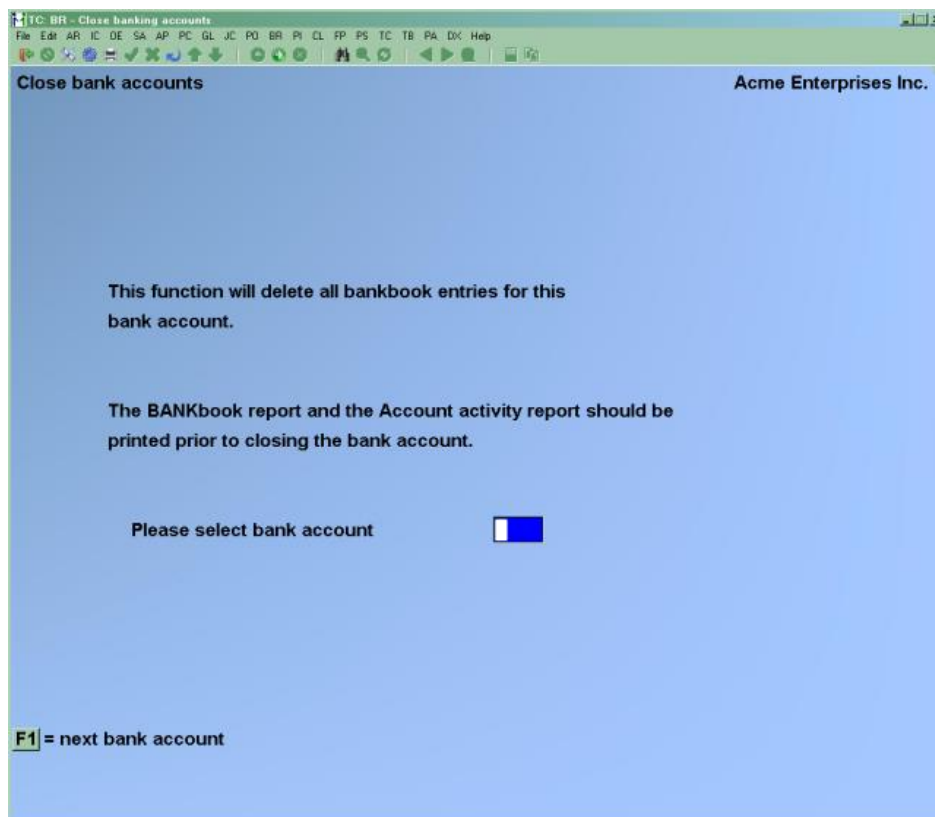 TC: BR - Close banking accounts
File Edit AR IC OE SA AP PC GL JC PO BR PI CL FP PS TC TB PA DX Help
Close bank accounts
Acme Enterprises Inc.
This function will delete all bankbook entries for this
bank account.
The BANKbook report and the Account activity report should be
printed prior to closing the bank account.
Please select bank account
F1 = next bank account